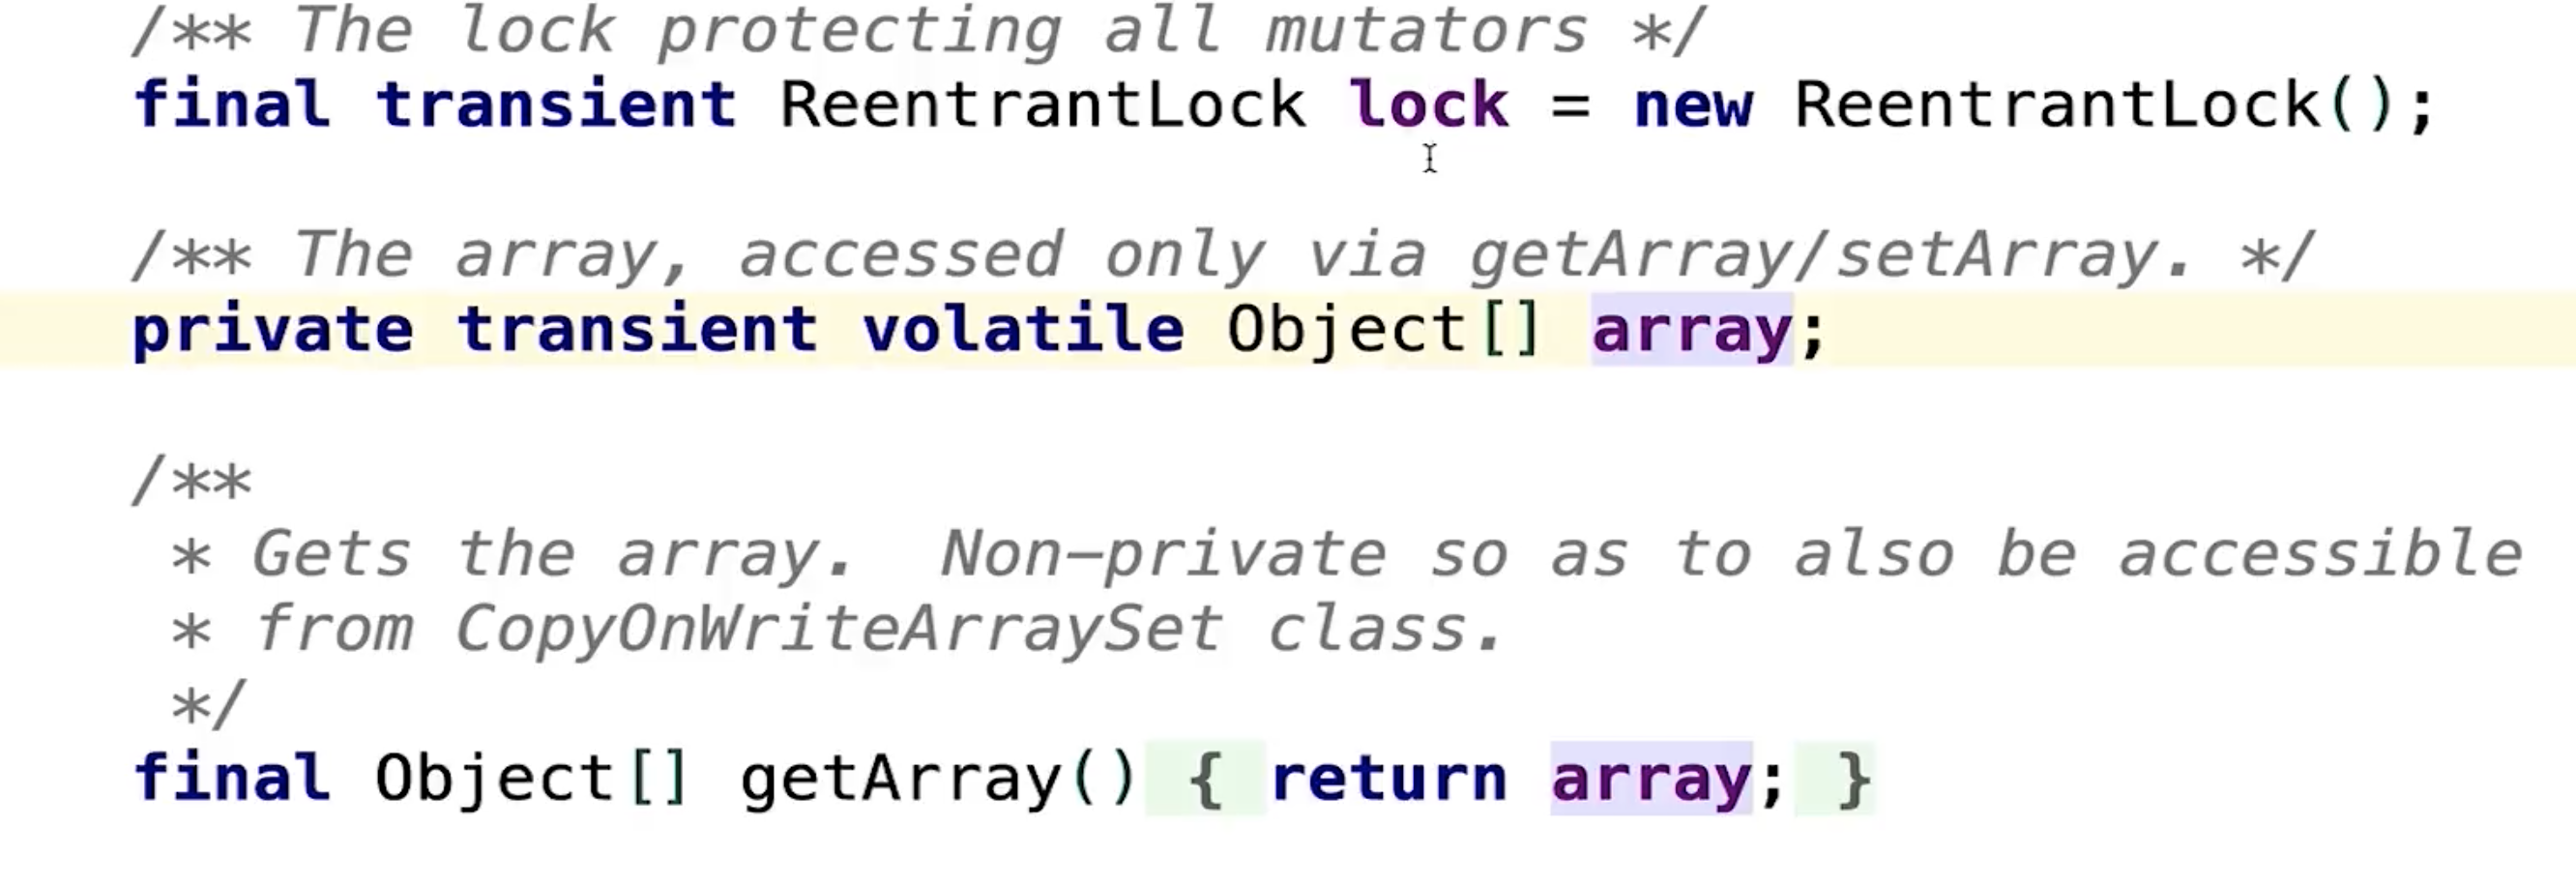 /** The lock protecting all mutators */
final transient ReentrantLock lock = new ReentrantLock();
/** The array, accessed only via getArray/setArray. */
private transient volatile Object[] array;
/**
 * Gets the array.  Non-private so as to also be accessible
 * from CopyOnWriteArraySet class.
 */
final Object[] getArray() { return array; }